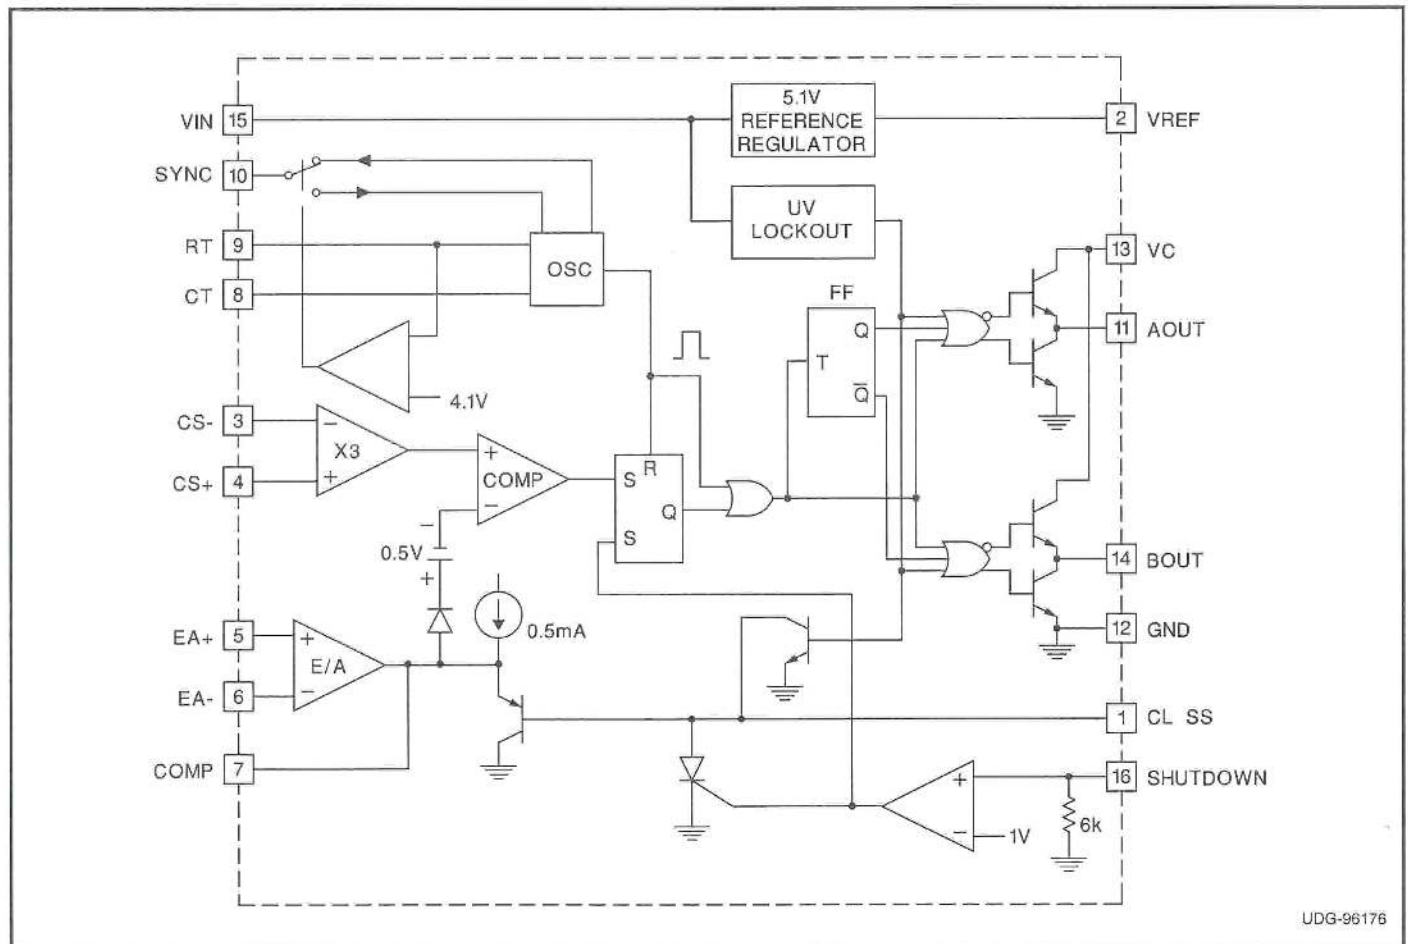 5.1V
REFERENCE
REGULATOR
VIN 15
2 VREF
SYNC 10
UV
LOCKOUT
RT 9
OSC
13 VC
CT 8
FF
Q
T
Q̅
11 AOUT
4.1V
CS- 3
−
X3
+
CS+ 4
+
COMP
−
R
S
Q
S
−
0.5V
+
14 BOUT
0.5mA
12 GND
EA+ 5
+
E/A
−
EA- 6
1 CL SS
COMP 7
+
−
1V
16 SHUTDOWN
6k
UDG-96176